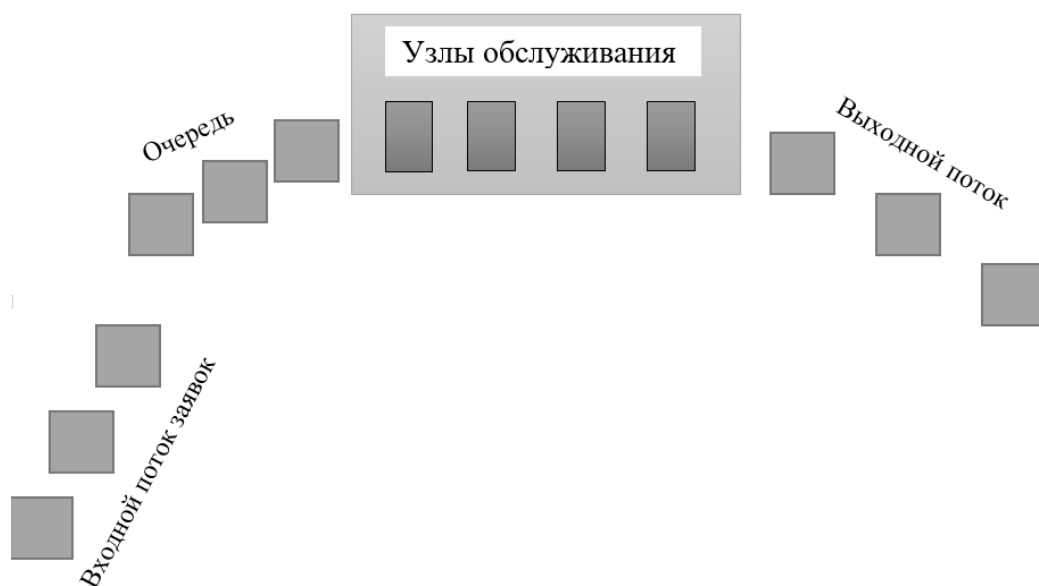 Узлы обслуживания
Очередь
Выходной поток
Входной поток заявок